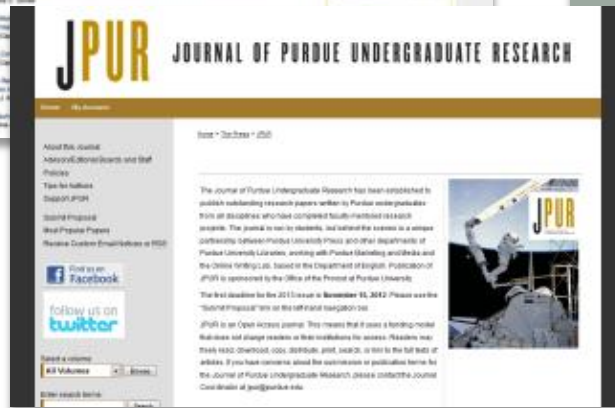 JPUR JOURNAL OF PURDUE UNDERGRADUATE RESEARCH
Home My Account
Home > The Press > JPUR
About this Journal
Advisory/Editorial Boards and Staff
Policies
Tips for Authors
Support JPUR
Submit Proposal
Most Popular Papers
Receive Custom Email Notices or RSS
Find us on
Facebook
follow us on
twitter
Select a volume:
All Volumes Browse
Enter search terms:
Search
The Journal of Purdue Undergraduate Research has been established to
publish outstanding research papers written by Purdue undergraduates
from all disciplines who have completed faculty-mentored research
projects. The journal is run by students, but behind the scenes is a unique
partnership between Purdue University Press and other departments of
Purdue University Libraries, working with Purdue Marketing and Media and
the Online Writing Lab, based in the Department of English. Publication of
JPUR is sponsored by the Office of the Provost at Purdue University.
The first deadline for the 2013 issue is November 15, 2012. Please use the
"Submit Proposal" link on the left-hand navigation bar.
JPUR is an Open Access journal. This means that it uses a funding model
that does not charge readers or their institutions for access. Readers may
freely read, download, copy, distribute, print, search, or link to the full texts of
articles. If you have concerns about the submission or publication terms for
the Journal of Purdue Undergraduate Research, please contact the Journal
Coordinator at jpur@purdue.edu.
JPUR